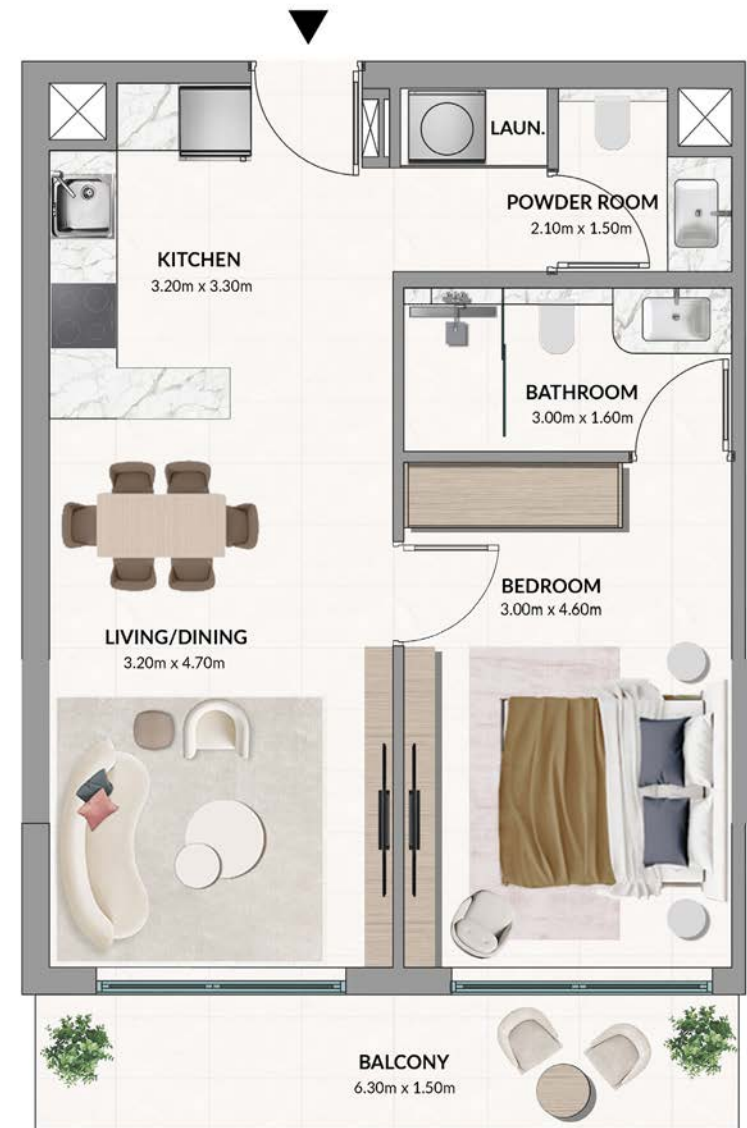 LAUN.
POWDER ROOM
2.10m x 1.50m
KITCHEN
3.20m x 3.30m
BATHROOM
3.00m x 1.60m
BEDROOM
3.00m x 4.60m
LIVING/DINING
3.20m x 4.70m
BALCONY
6.30m x 1.50m